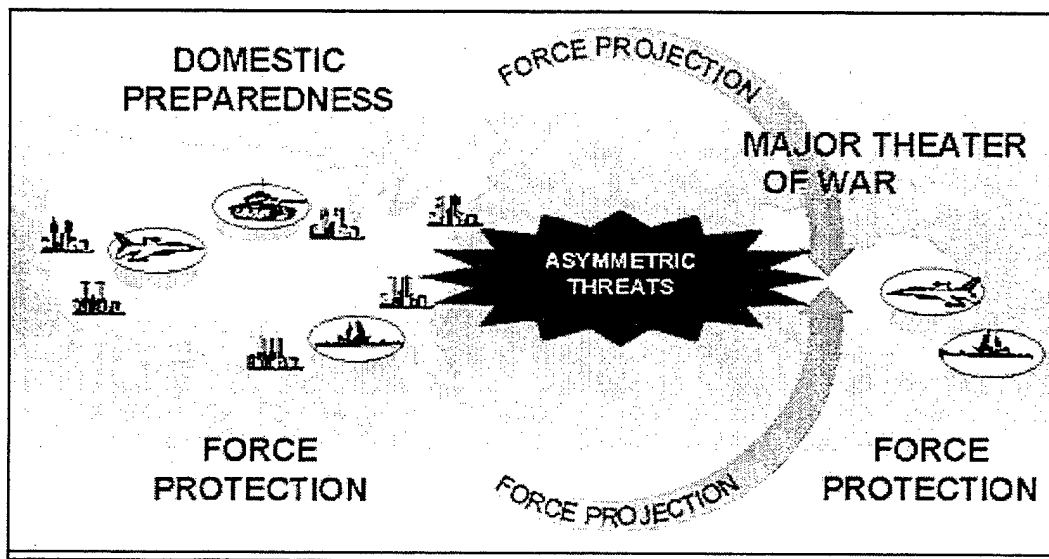 DOMESTIC
PREPAREDNESS
FORCE PROJECTION
MAJOR THEATER
OF WAR
ASYMMETRIC
THREATS
FORCE
PROTECTION
FORCE PROJECTION
FORCE
PROTECTION